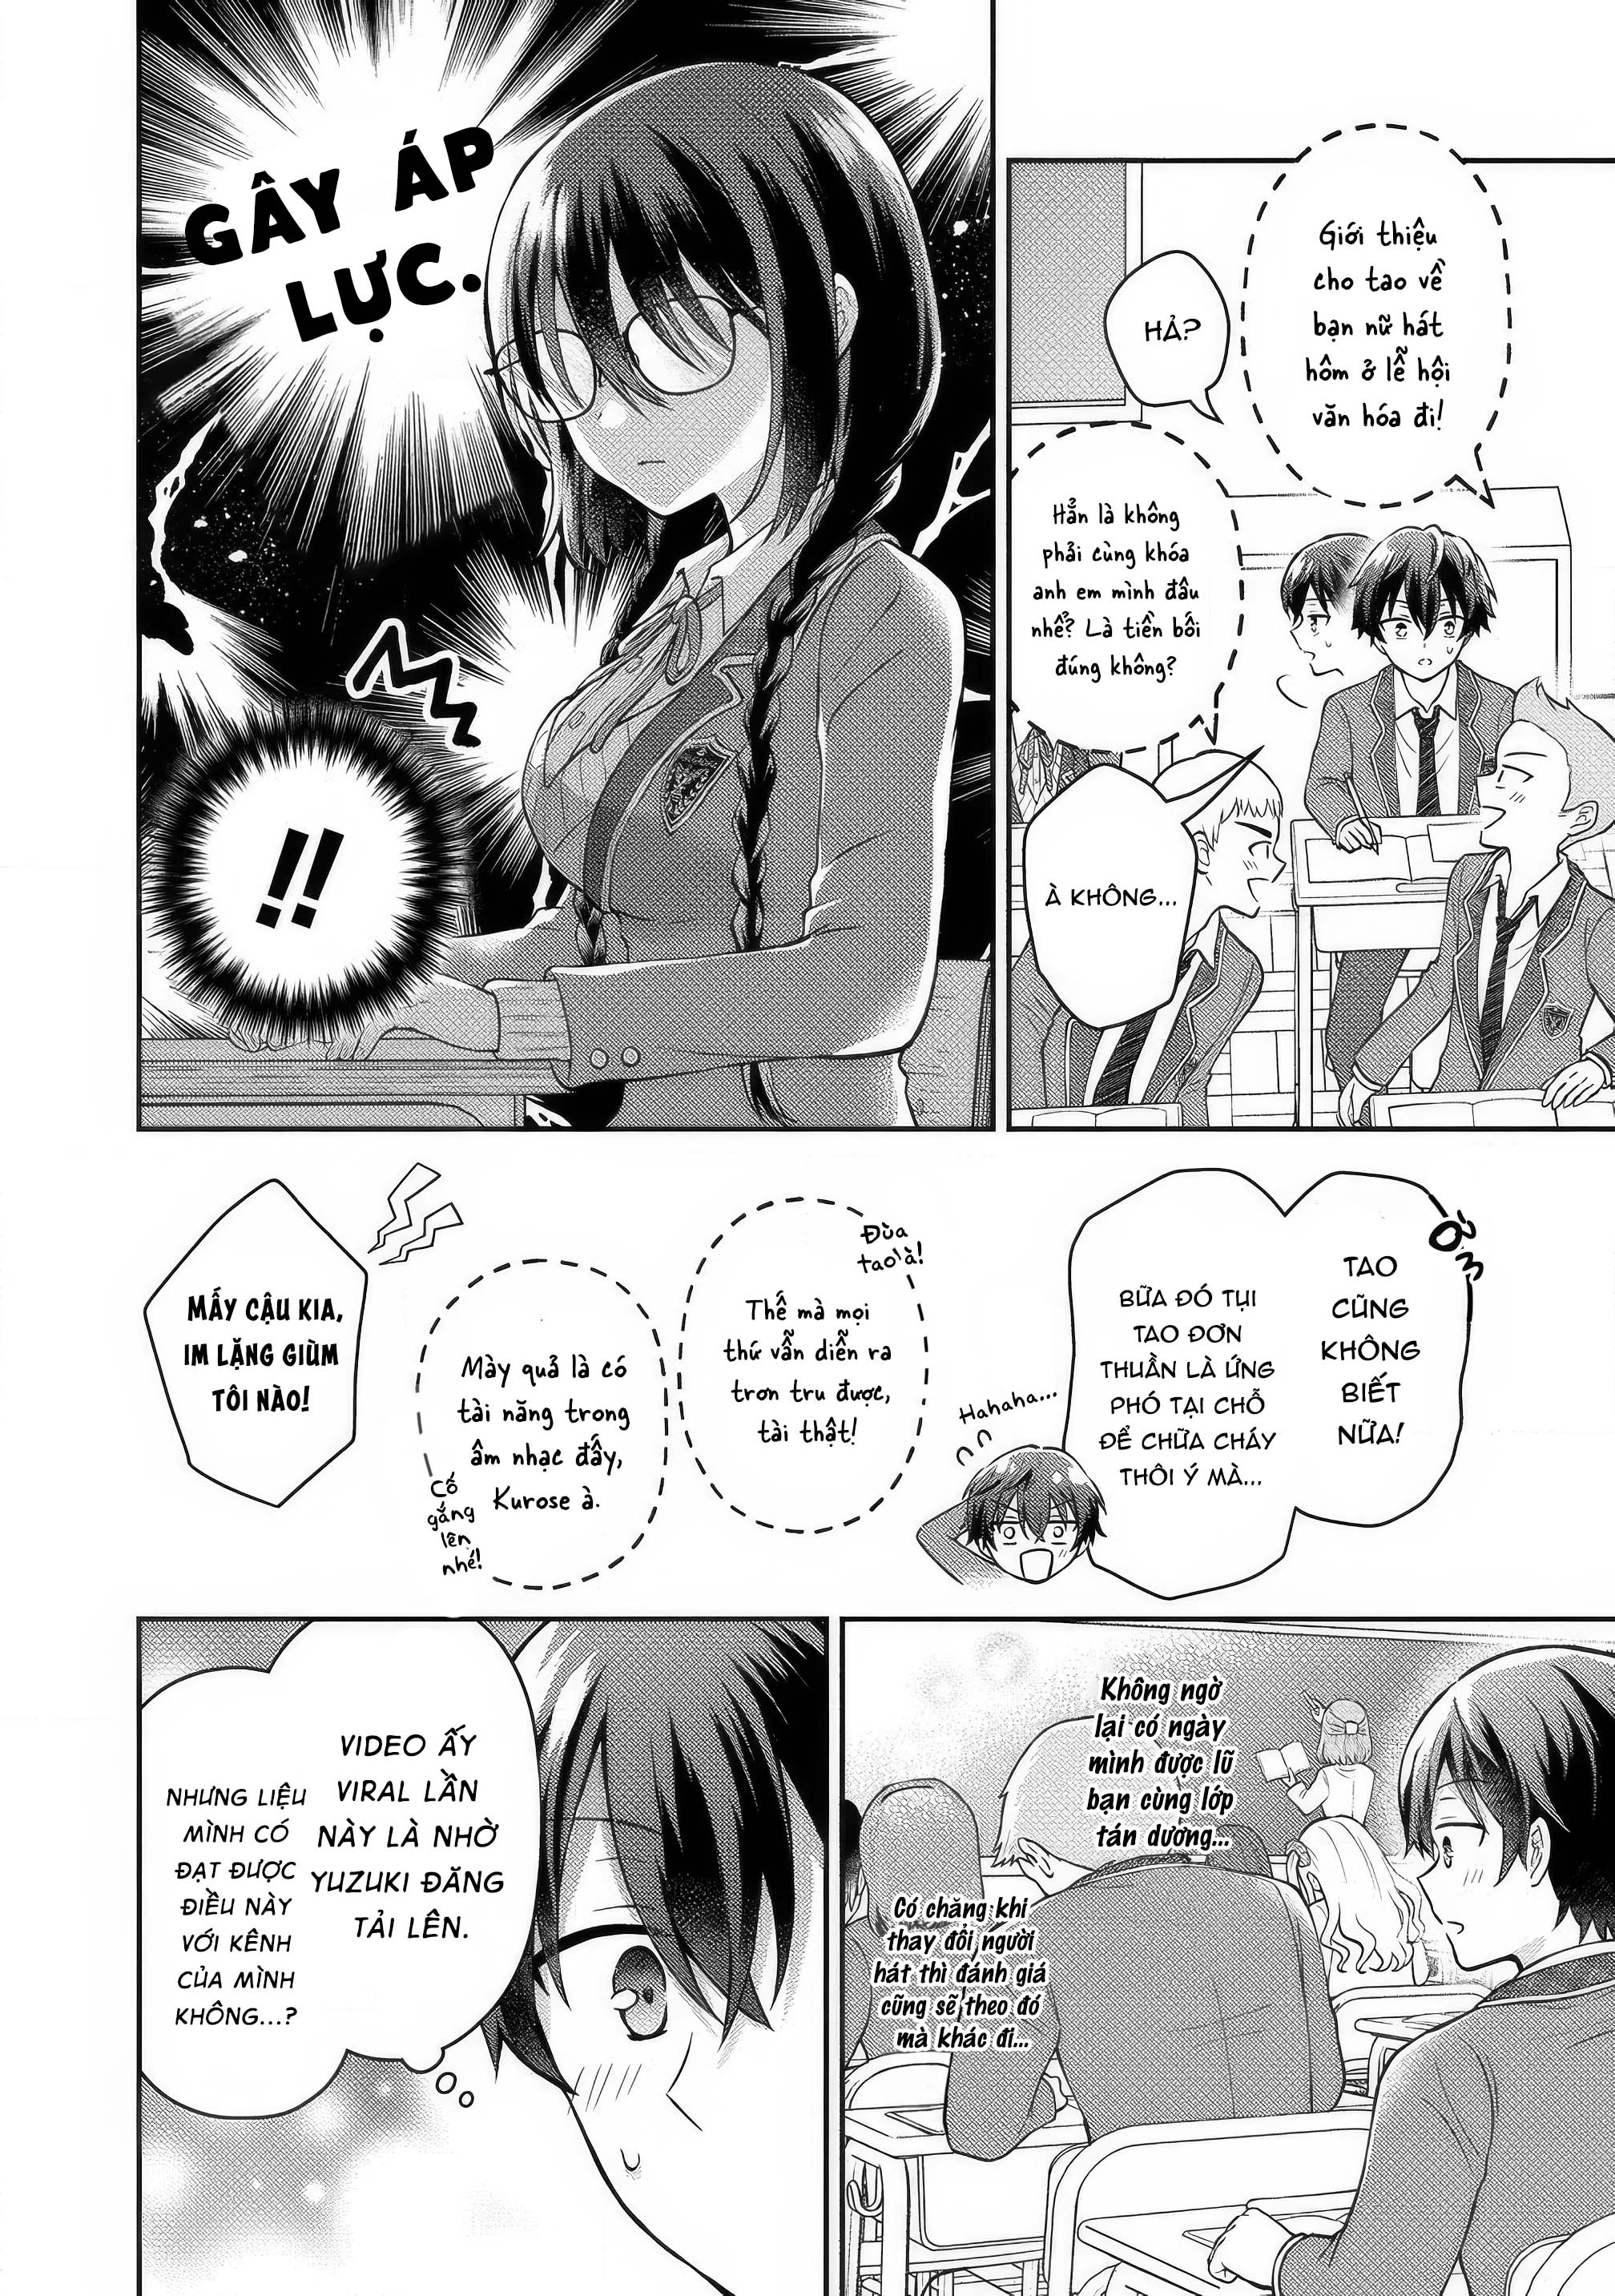 Giới thiệu
cho tao về
bạn nữ hát
hôm ở lễ hội
văn hóa đi!
HẢ?
Hẳn là không
phải cùng khóa
anh em mình đâu
nhể? Là tiền bối
đúng không?
À KHÔNG...
GÂY ÁP
LỰC.
!!
TAO
CŨNG
KHÔNG
BIẾT
NỮA!
BỮA ĐÓ TỤI
TAO ĐƠN
THUẦN LÀ ỨNG
PHÓ TẠI CHỖ
ĐỂ CHỮA CHÁY
THÔI Ý MÀ...
Hahaha...
Đùa
tao à!
Thế mà mọi
thứ vẫn diễn ra
trơn tru được,
tài thật!
Mày quả là có
tài năng trong
âm nhạc đấy,
Kurose à.
Cố
gắng
lên
nhé!
MẤY CẬU KIA,
IM LẶNG GIÙM
TÔI NÀO!
Không ngờ
lại có ngày
mình được lũ
bạn cùng lớp
tán dương...
Có chăng khi
thay đổi người
hát thì đánh giá
cũng sẽ theo đó
mà khác đi...
VIDEO ẤY
VIRAL LẦN
NÀY LÀ NHỜ
YUZUKI ĐĂNG
TẢI LÊN.
NHƯNG LIỆU
MÌNH CÓ
ĐẠT ĐƯỢC
ĐIỀU NÀY
VỚI KÊNH
CỦA MÌNH
KHÔNG...?